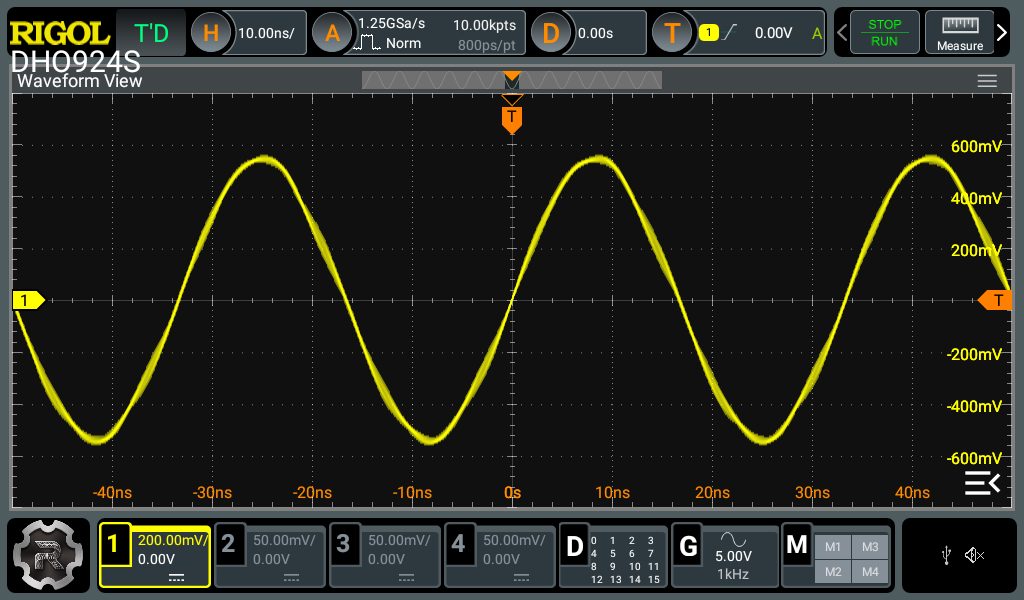 RIGOL T'D H 10.00ns/ A 1.25GSa/s 10.00kpts D 0.00s T 1 0.00V A STOP
Norm 800ps/pt RUN Measure
DHO924S
Waveform View
T
600mV
400mV
200mV
1 T
-200mV
-400mV
-600mV
-40ns -30ns -20ns -10ns 0s 10ns 20ns 30ns 40ns
1 200.00mV/ 2 50.00mV/ 3 50.00mV/ 4 50.00mV/ D 0 1 2 3 G 5.00V M M1 M3
0.00V 0.00V 0.00V 0.00V 4 5 6 7 1kHz M2 M4
8 9 10 11
12 13 14 15
R